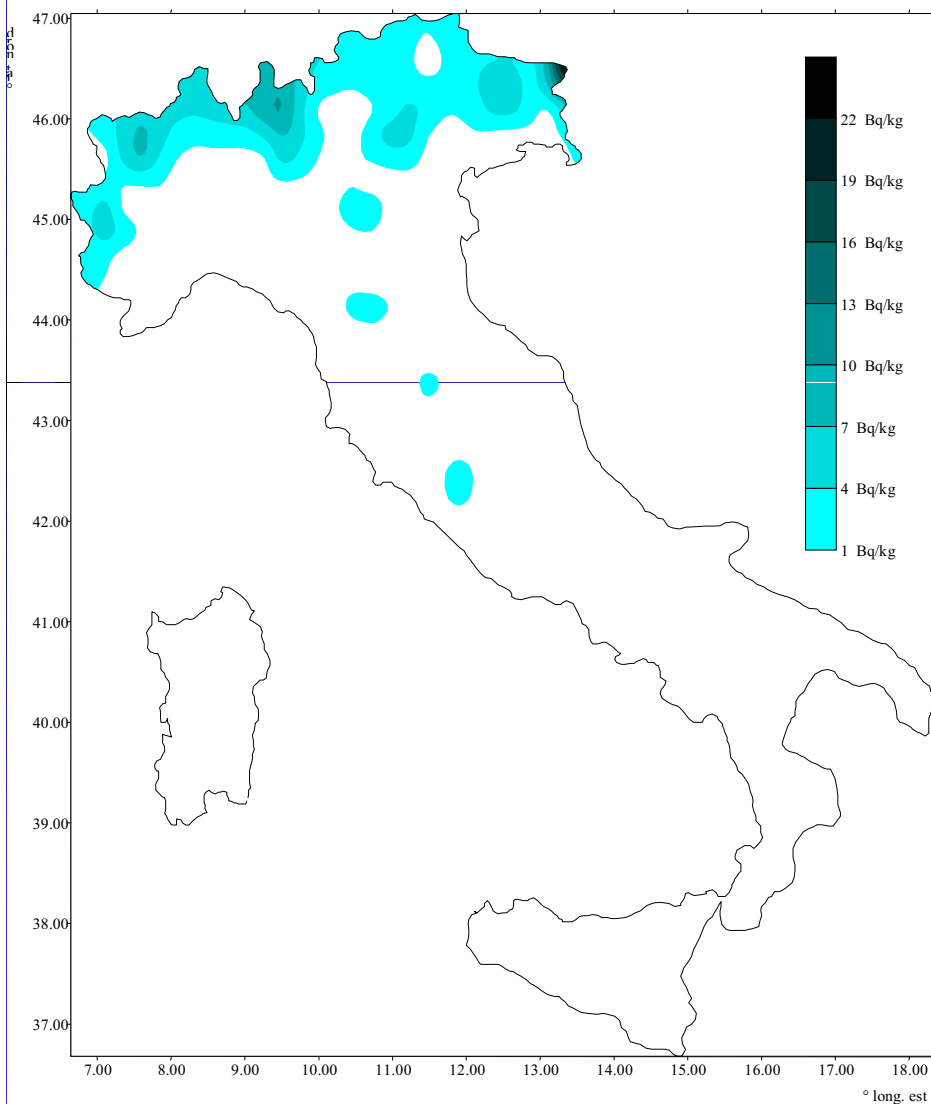 47.00
46.00
45.00
44.00
43.00
42.00
41.00
40.00
39.00
38.00
37.00
22 Bq/kg
19 Bq/kg
16 Bq/kg
13 Bq/kg
10 Bq/kg
7 Bq/kg
4 Bq/kg
1 Bq/kg
7.00 8.00 9.00 10.00 11.00 12.00 13.00 14.00 15.00 16.00 17.00 18.00
° long. est